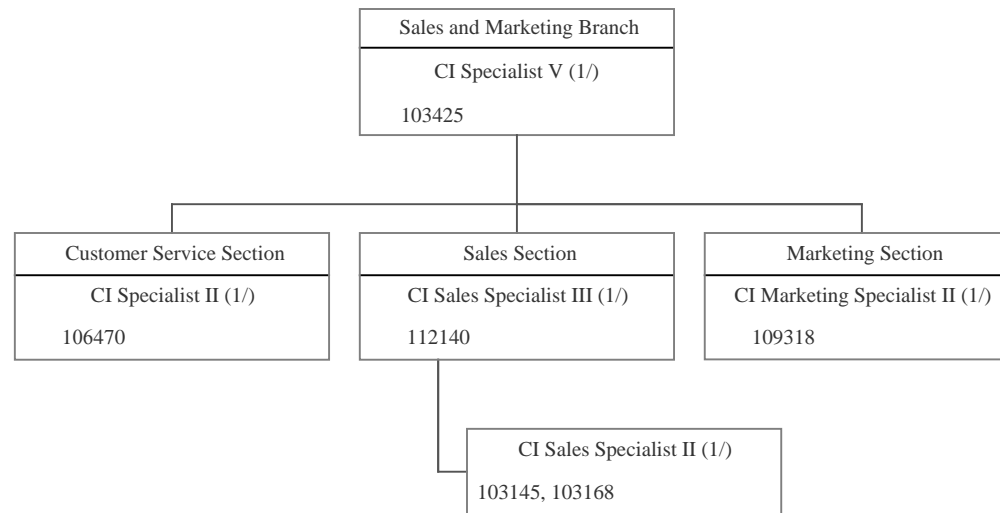 Sales and Marketing Branch
CI Specialist V (1/)
103425
Customer Service Section
CI Specialist II (1/)
106470
Sales Section
CI Sales Specialist III (1/)
112140
Marketing Section
CI Marketing Specialist II (1/)
109318
CI Sales Specialist II (1/)
103145, 103168